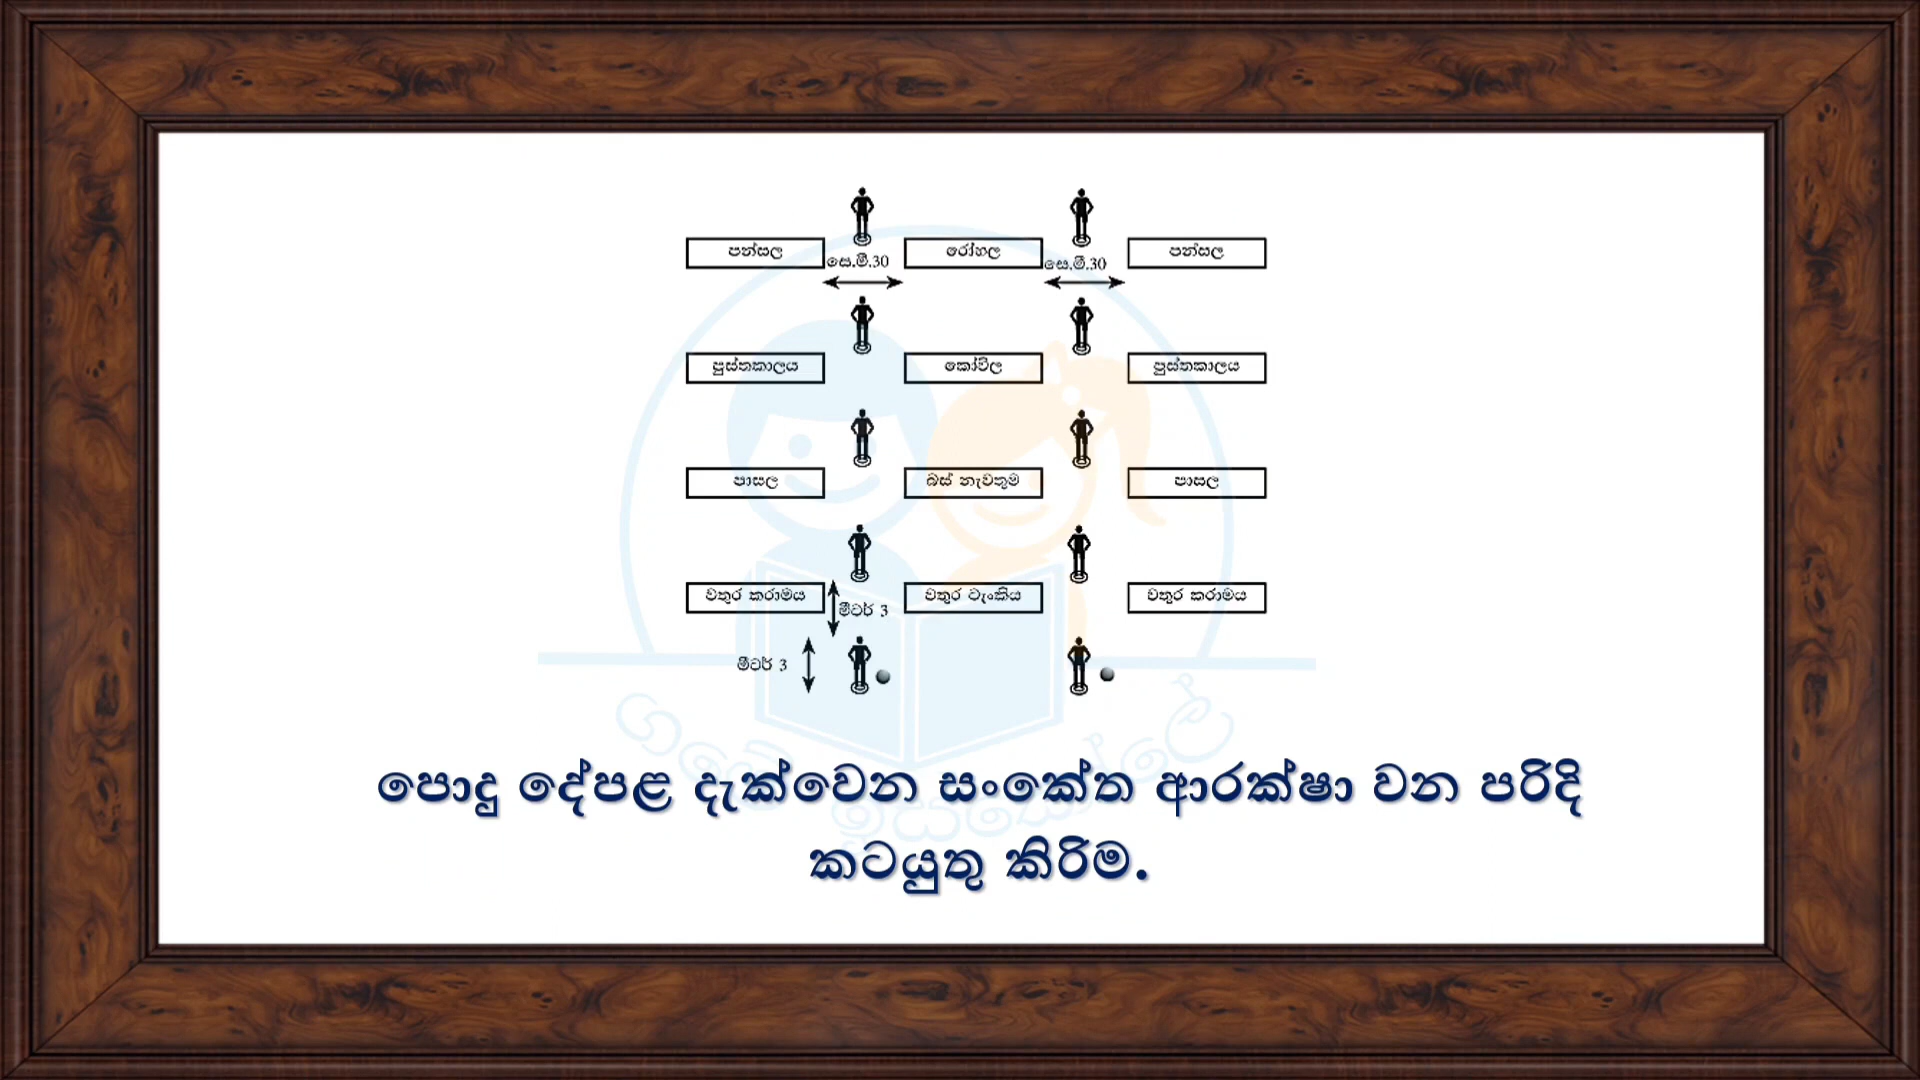 පන්සල රෝහල පන්සල
සෙ.මී.30 සෙ.මී.30
පුස්තකාලය කෝවිල පුස්තකාලය
පාසල බස් නැවතුම පාසල
වතුර කරාමය වතුර ටැංකිය වතුර කරාමය
මීටර් 3
මීටර් 3
පොදු දේපළ දැක්වෙන සංකේත ආරක්ෂා වන පරිදි
කටයුතු කිරිම.